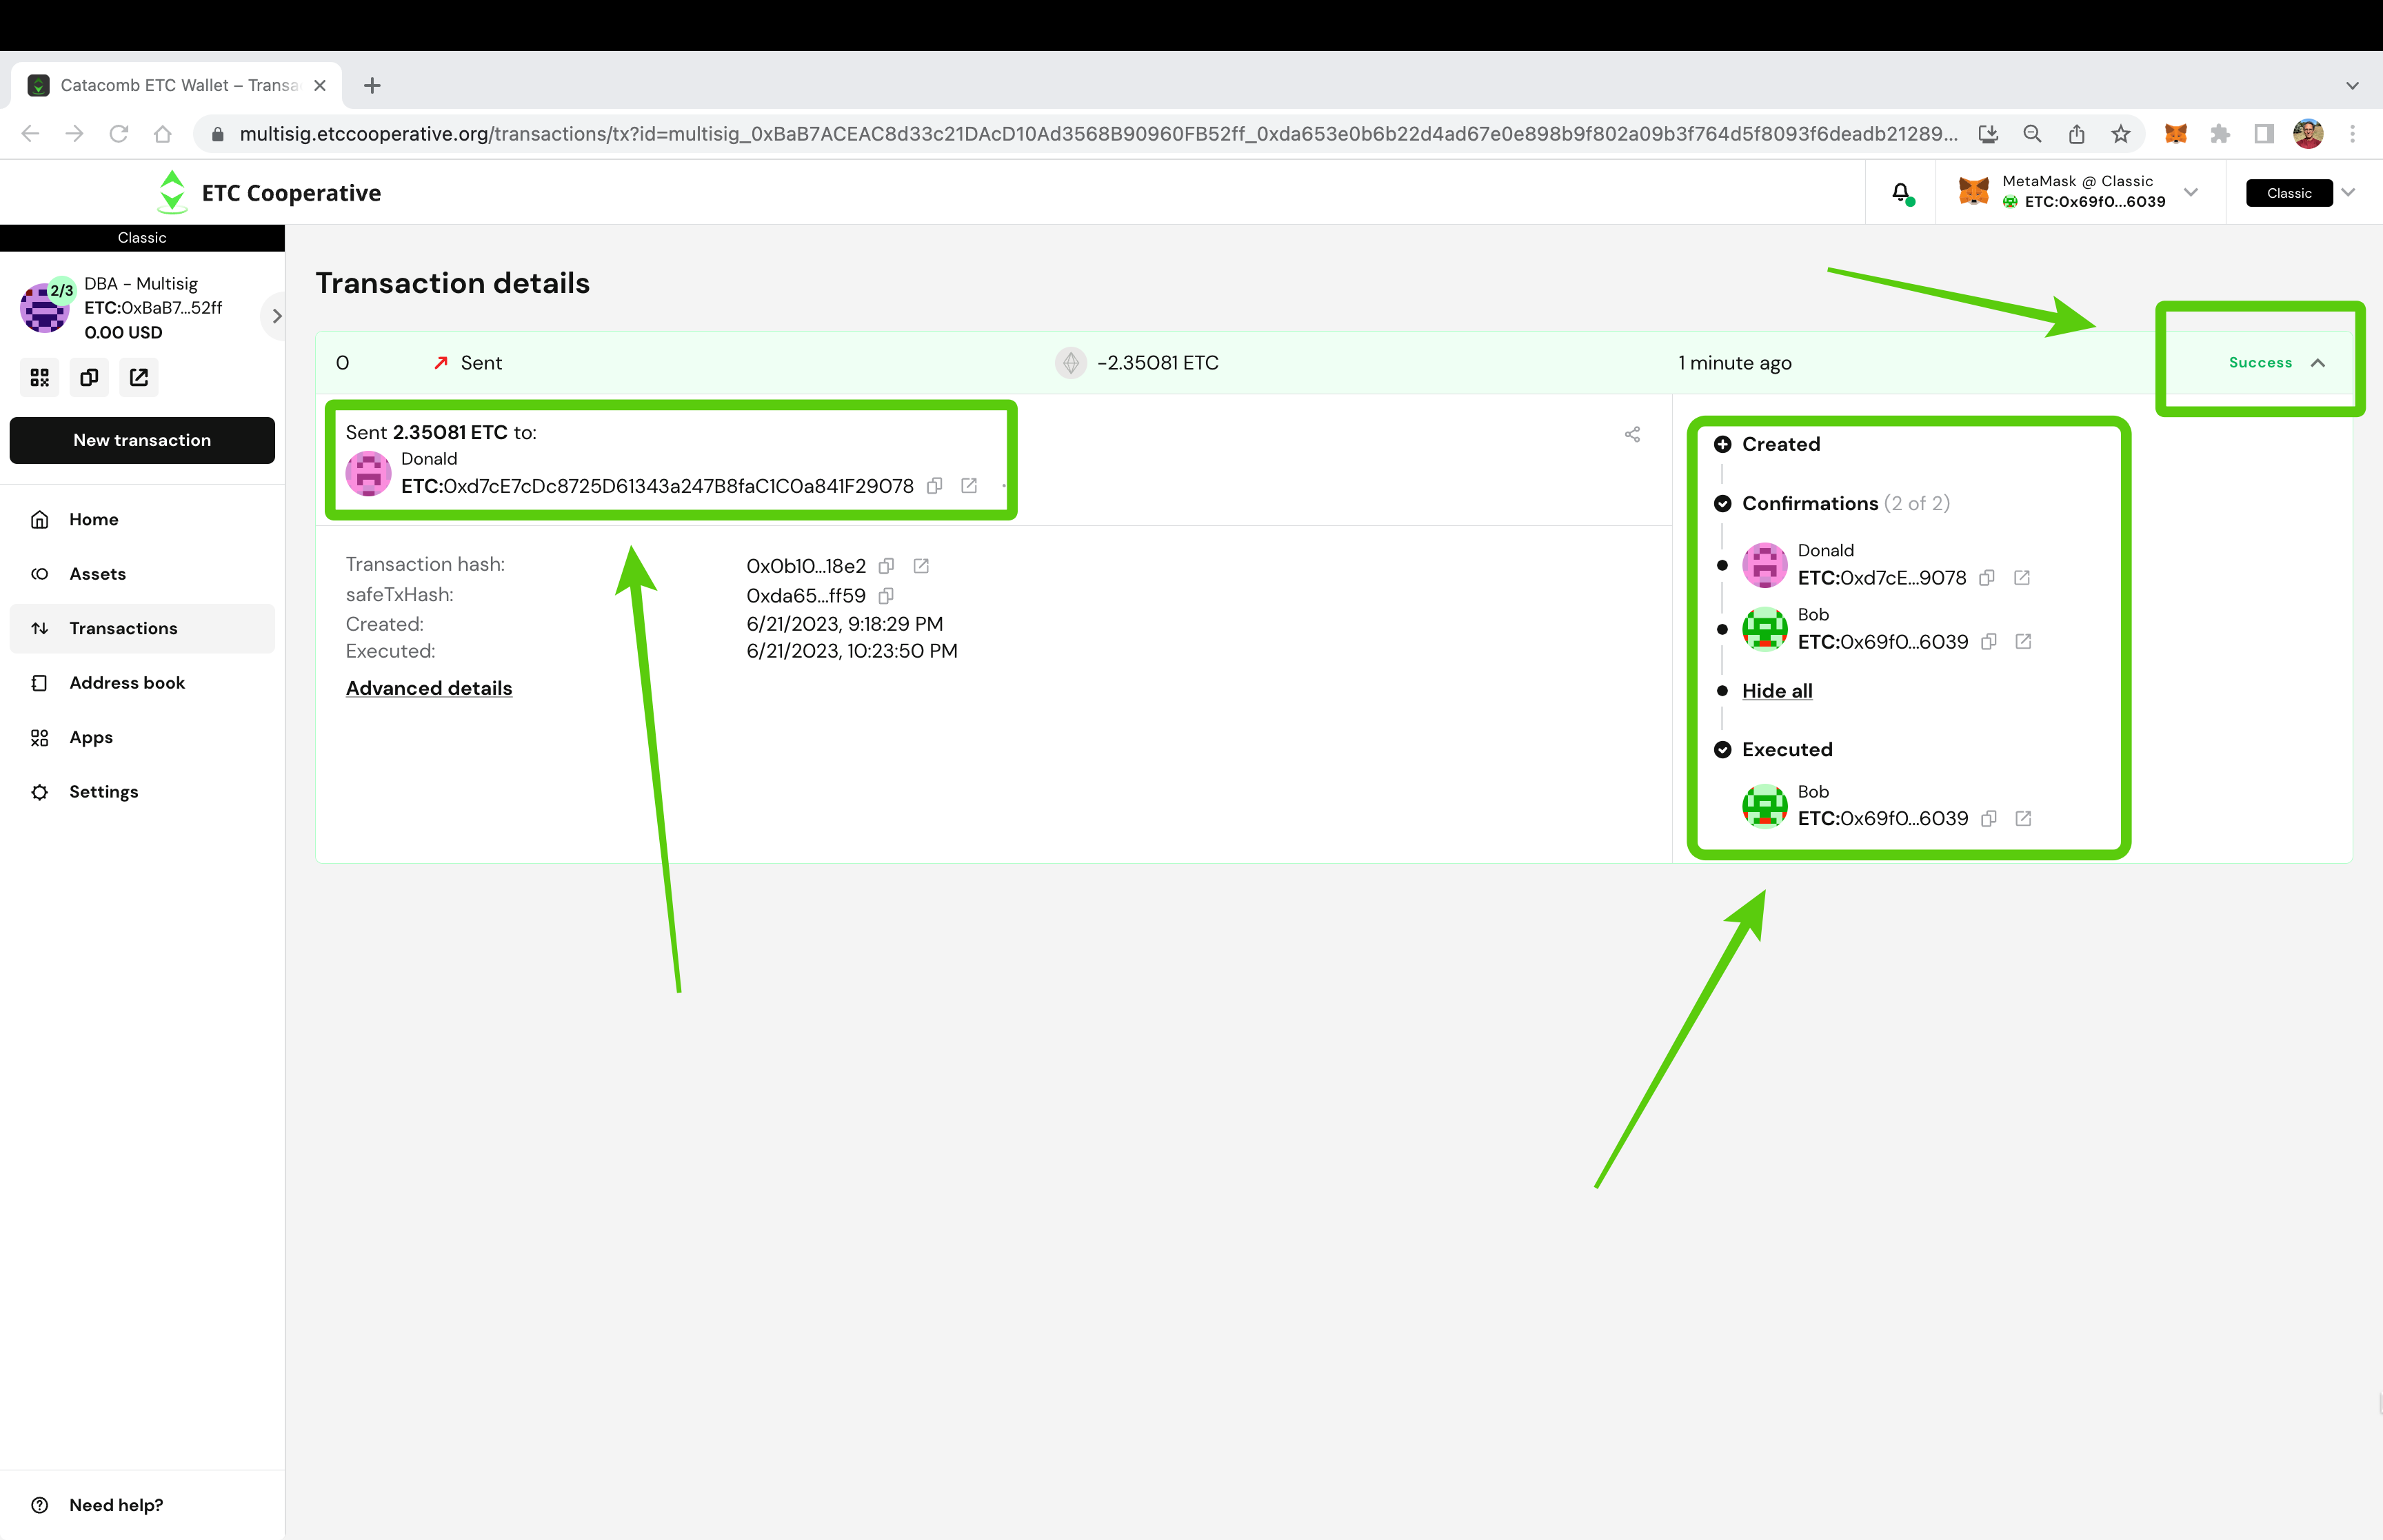 Catacomb ETC Wallet – Transa
multisig.etccooperative.org/transactions/tx?id=multisig_0xBaB7ACEAC8d33c21DAcD10Ad3568B90960FB52ff_0xda653e0b6b22d4ad67e0e898b9f802a09b3f764d5f8093f6deadb21289...
ETC Cooperative
MetaMask @ Classic
ETC:0x69f0...6039
Classic
Classic
2/3
DBA - Multisig
ETC:0xBaB7...52ff
0.00 USD
New transaction
Home
Assets
Transactions
Address book
Apps
Settings
Need help?
Transaction details
0
Sent
-2.35081 ETC
1 minute ago
Success
Sent 2.35081 ETC to:
Donald
ETC:0xd7cE7cDc8725D61343a247B8faC1C0a841F29078
Transaction hash:
0x0b10...18e2
safeTxHash:
0xda65...ff59
Created:
6/21/2023, 9:18:29 PM
Executed:
6/21/2023, 10:23:50 PM
Advanced details
Created
Confirmations (2 of 2)
Donald
ETC:0xd7cE...9078
Bob
ETC:0x69f0...6039
Hide all
Executed
Bob
ETC:0x69f0...6039